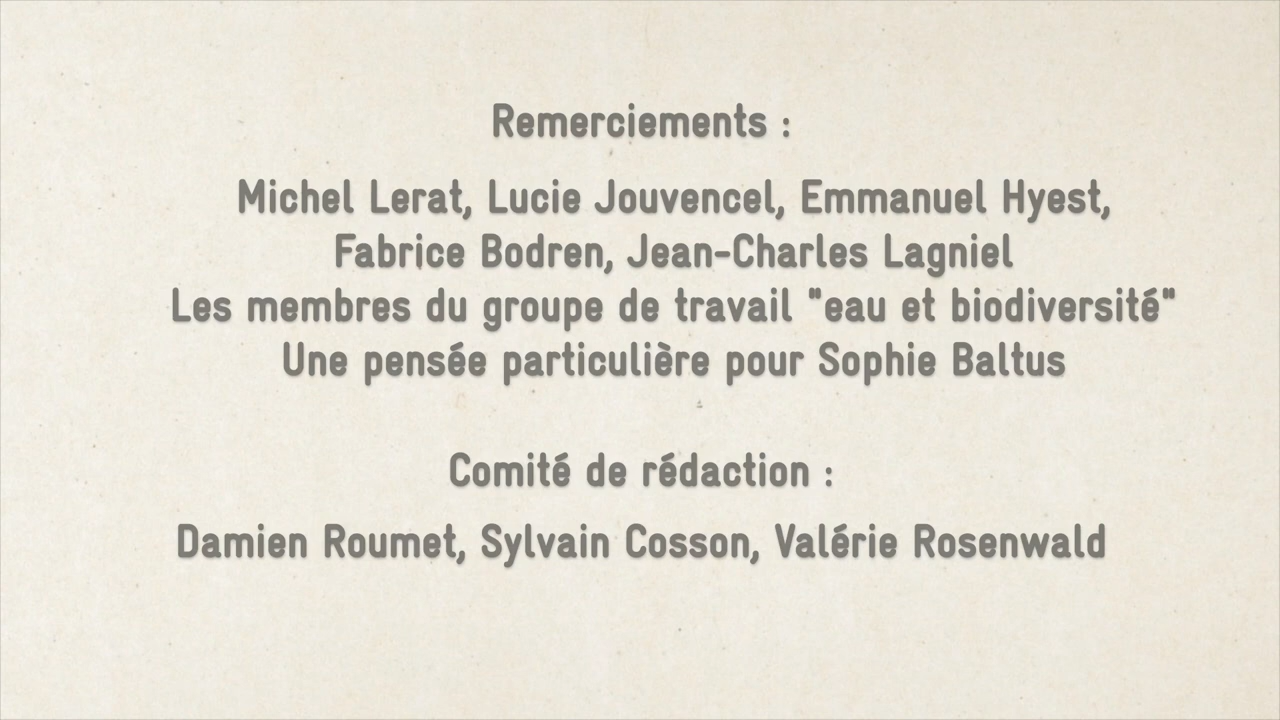 Remerciements :
Michel Lerat, Lucie Jouvencel, Emmanuel Hyest,
Fabrice Bodren, Jean-Charles Lagniel
Les membres du groupe de travail "eau et biodiversité"
Une pensée particulière pour Sophie Baltus
Comité de rédaction :
Damien Roumet, Sylvain Cosson, Valérie Rosenwald